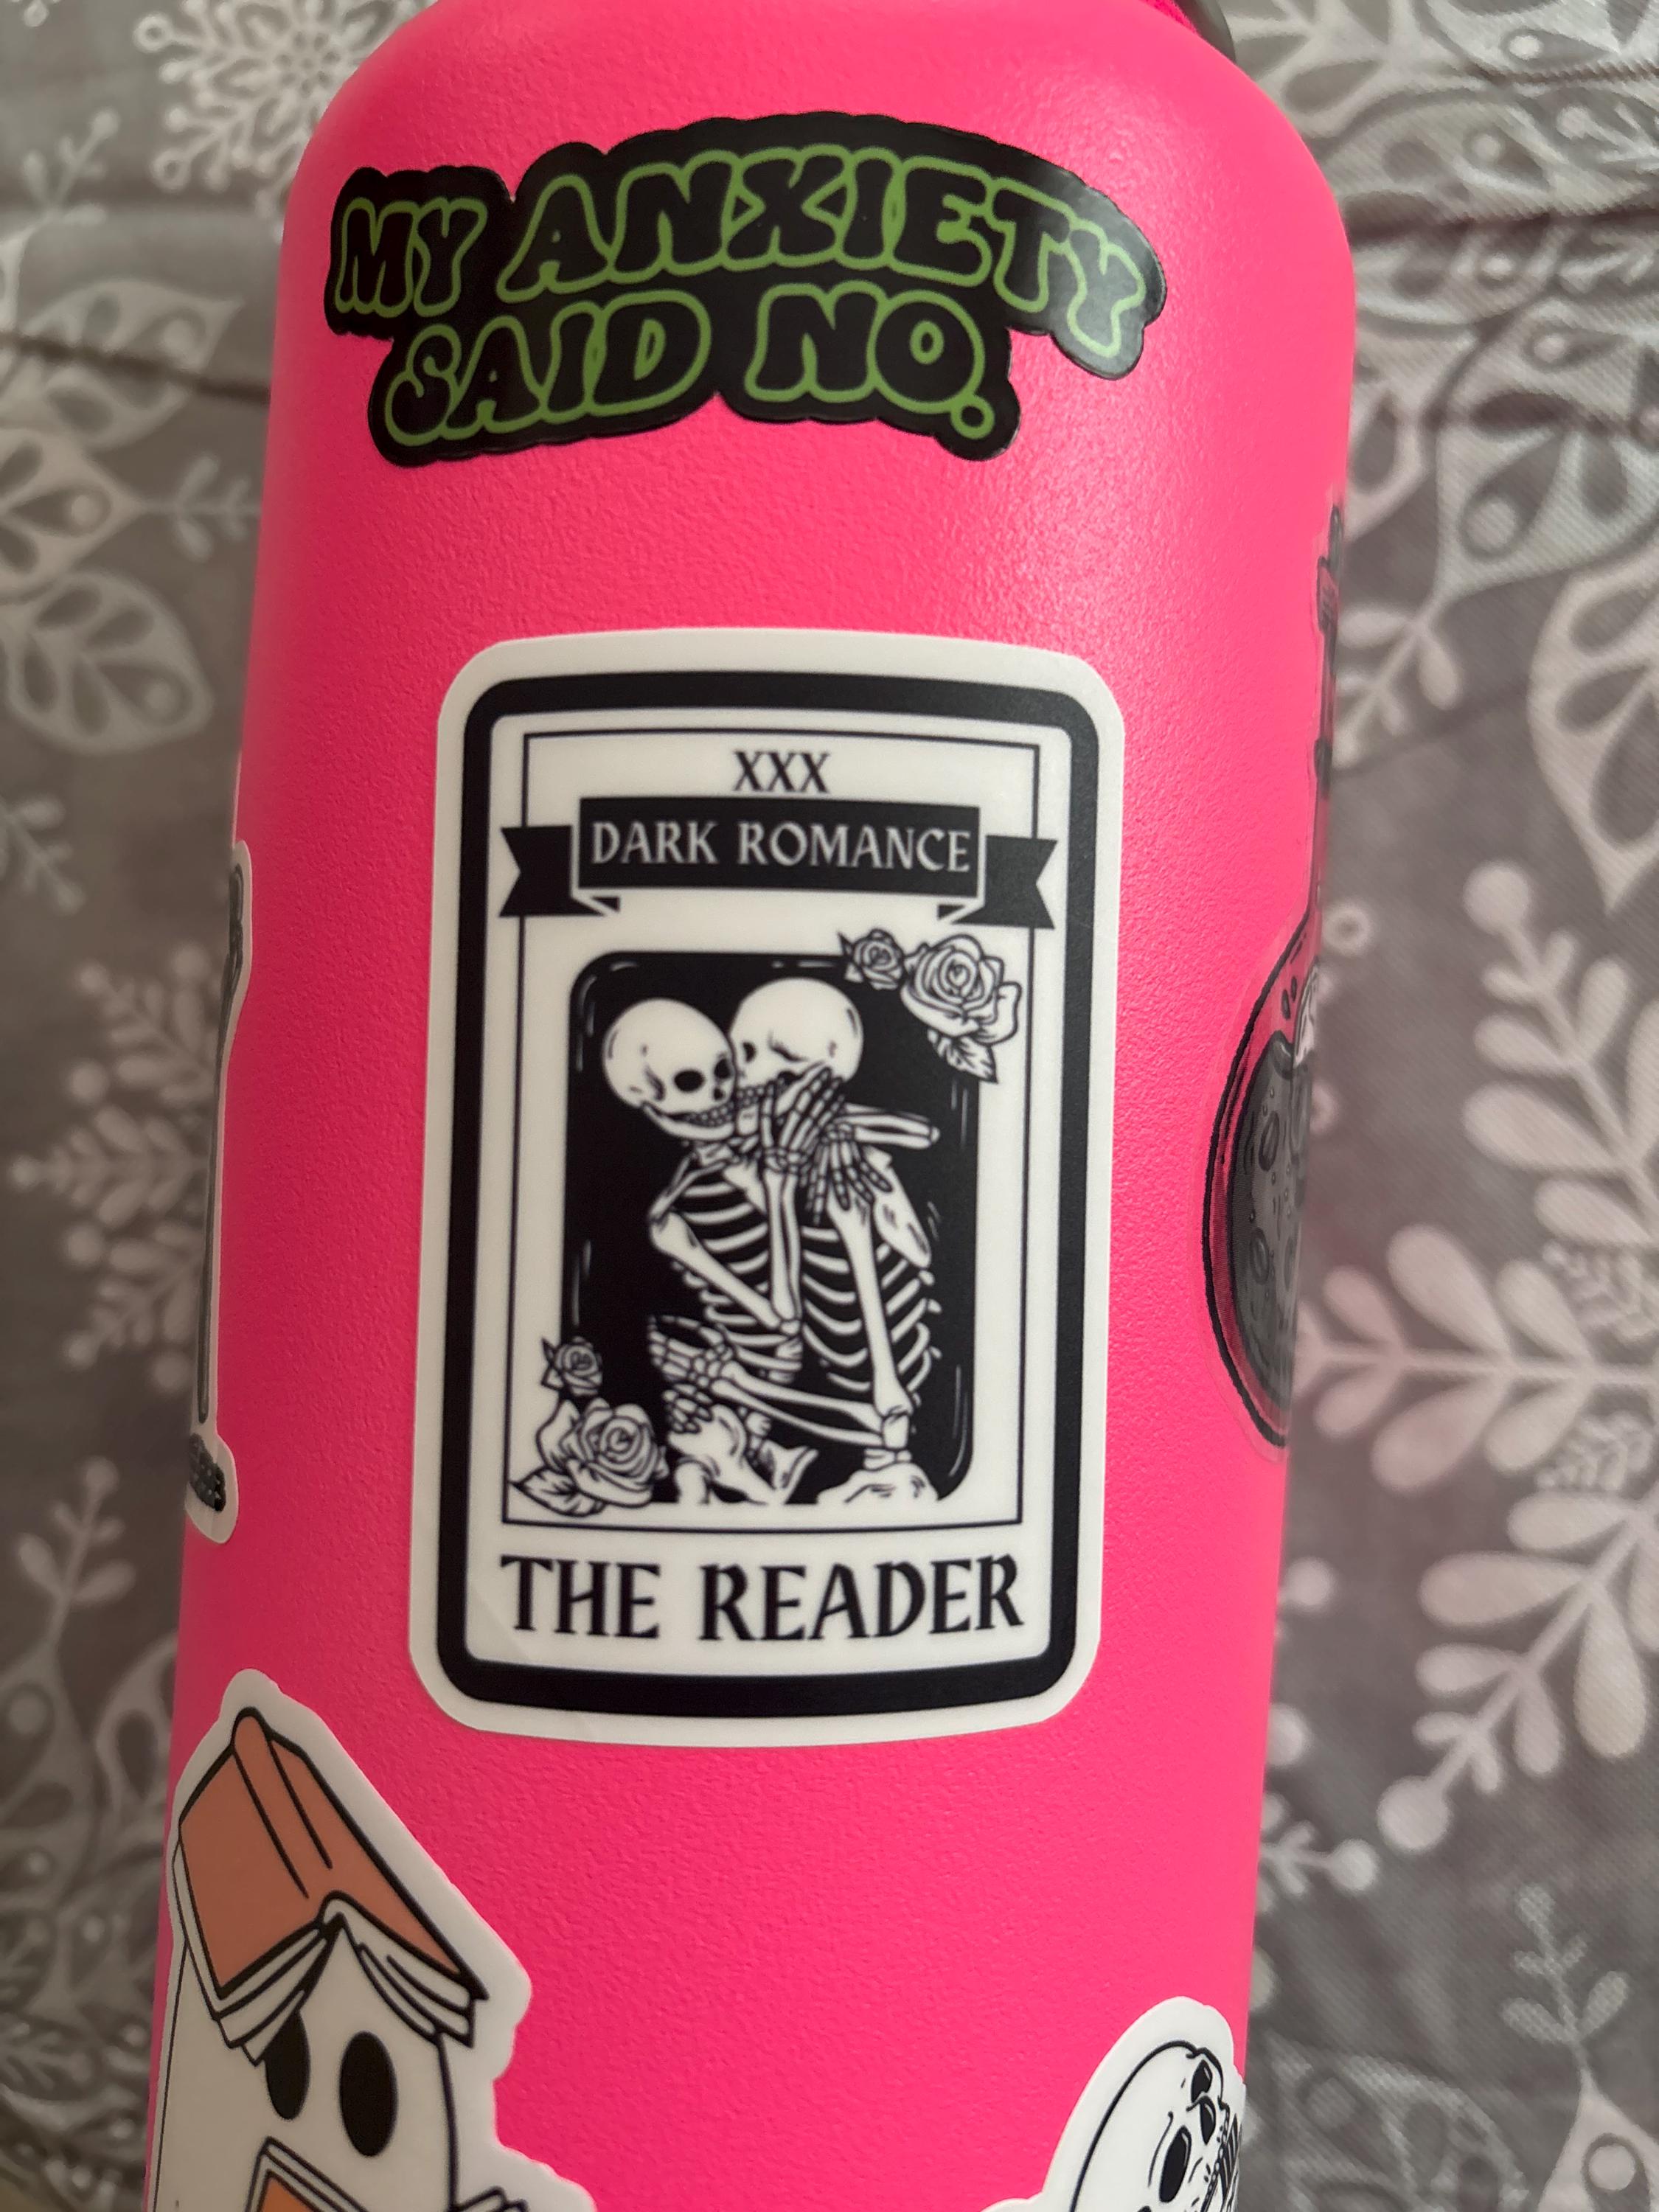 MY ANXIETY
SAID NO.
XXX
DARK ROMANCE
THE READER